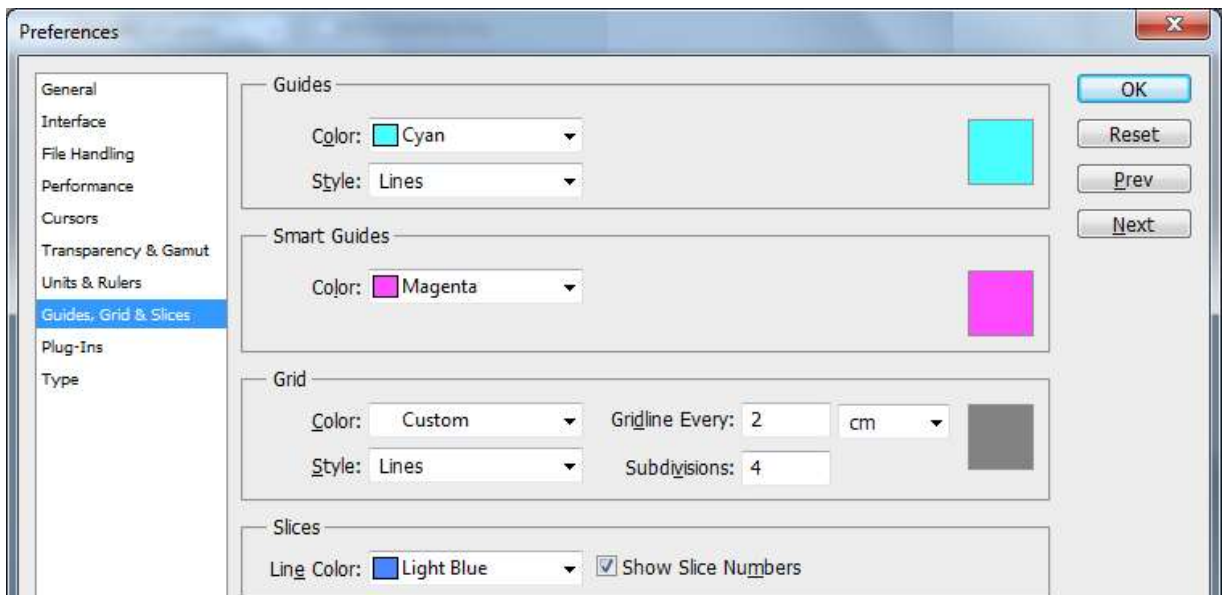 Preferences
General
Interface
File Handling
Performance
Cursors
Transparency & Gamut
Units & Rulers
Guides, Grid & Slices
Plug-Ins
Type
Guides
Color: Cyan
Style: Lines
Smart Guides
Color: Magenta
Grid
Color: Custom Gridline Every: 2 cm
Style: Lines Subdivisions: 4
Slices
Line Color: Light Blue Show Slice Numbers
OK
Reset
Prev
Next